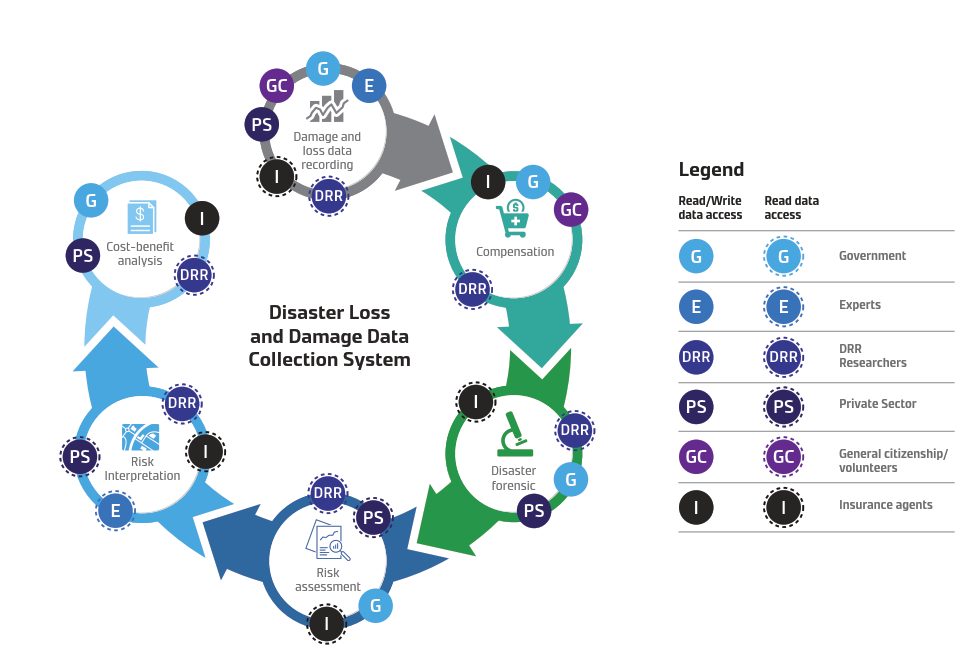 GC
G
E
PS
I
DRR
Damage and
loss data
recording
I
G
GC
DRR
Compensation
G
I
PS
DRR
Cost-benefit
analysis
Disaster Loss
and Damage Data
Collection System
I
DRR
G
PS
Disaster
forensic
DRR
PS
I
E
Risk
Interpretation
DRR
PS
G
I
Risk
assessment
Legend
Read/Write
data access
Read data
access
G
G
Government
E
E
Experts
DRR
DRR
DRR
Researchers
PS
PS
Private Sector
GC
GC
General citizenship/
volunteers
I
I
Insurance agents